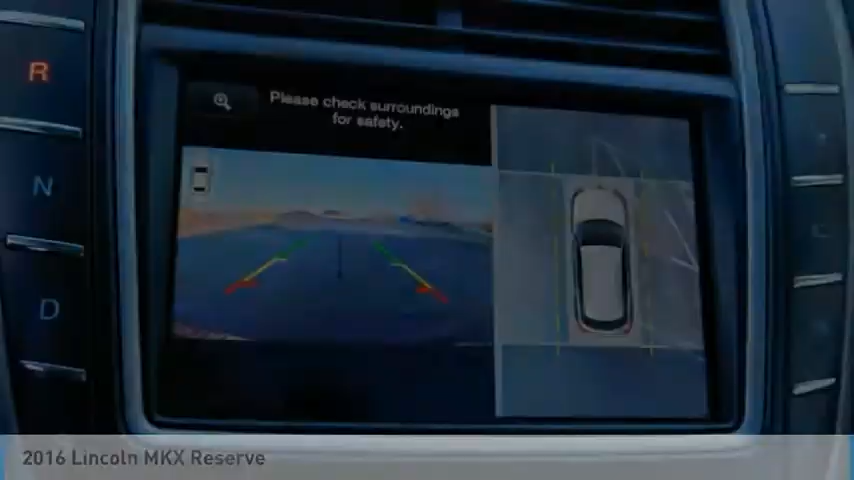 R
N
D
Please check surroundings
for safety.
2016 Lincoln MKX Reserve